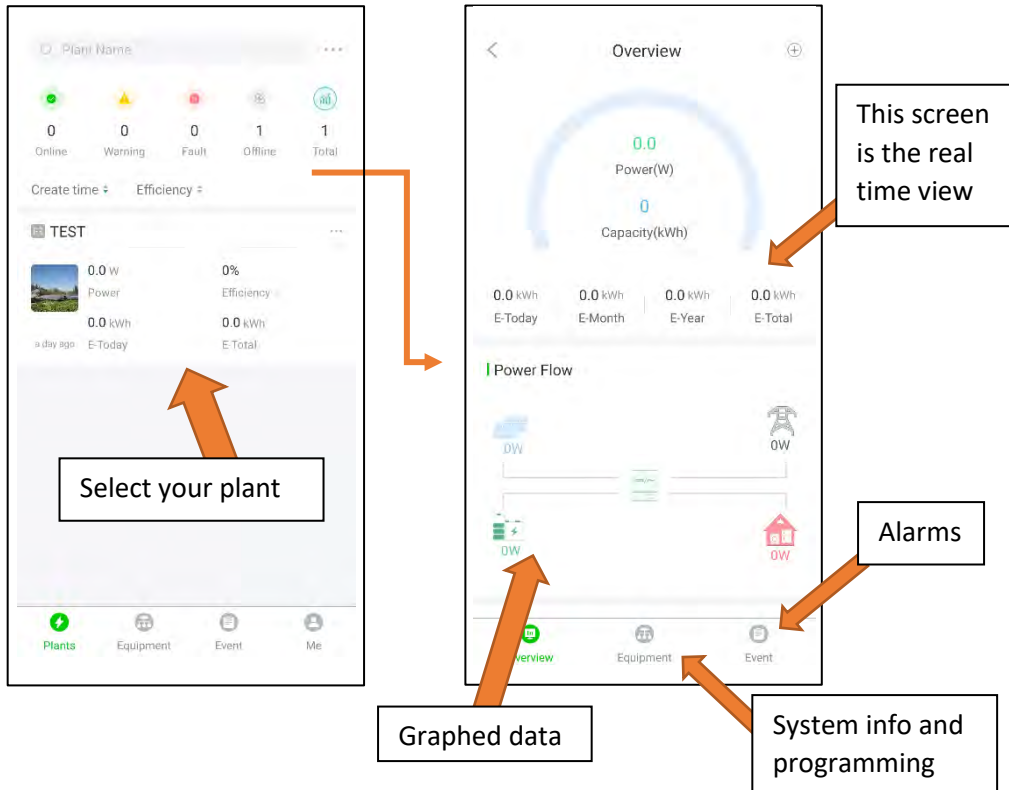 Plant Name
0 0 0 1 1
Online Warning Fault Offline Total
Create time Efficiency
TEST
0.0 W 0%
Power Efficiency
0.0 kWh 0.0 kWh
a day ago E-Today E-Total
Select your plant
Plants Equipment Event Me
Overview
0.0
Power(W)
0
Capacity(kWh)
0.0 kWh 0.0 kWh 0.0 kWh 0.0 kWh
E-Today E-Month E-Year E-Total
Power Flow
0W 0W
0W 0W
Overview Equipment Event
This screen
is the real
time view
Alarms
Graphed data
System info and
programming